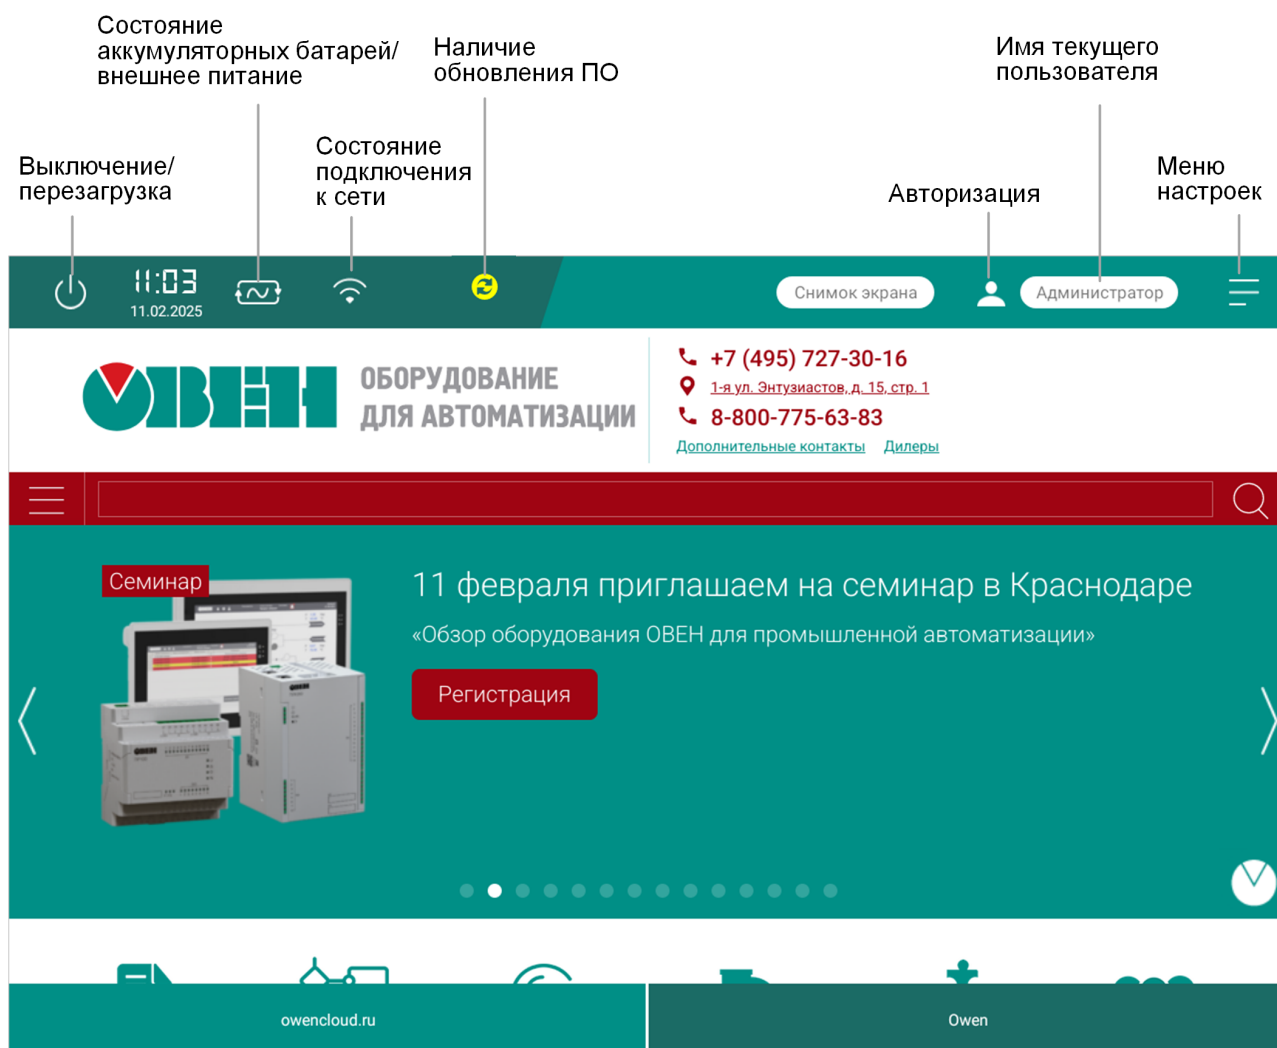 Состояние
аккумуляторных батарей/
внешнее питание
Наличие
обновления ПО
Имя текущего
пользователя
Выключение/
перезагрузка
Состояние
подключения
к сети
Авторизация
Меню
настроек
11:03
11.02.2025
Снимок экрана
Администратор
ОВЕН
ОБОРУДОВАНИЕ
ДЛЯ АВТОМАТИЗАЦИИ
+7 (495) 727-30-16
1-я ул. Энтузиастов, д. 15, стр. 1
8-800-775-63-83
Дополнительные контакты Дилеры
Семинар
11 февраля приглашаем на семинар в Краснодаре
«Обзор оборудования ОВЕН для промышленной автоматизации»
Регистрация
ОВЕН
ОВЕН
owencloud.ru
Owen